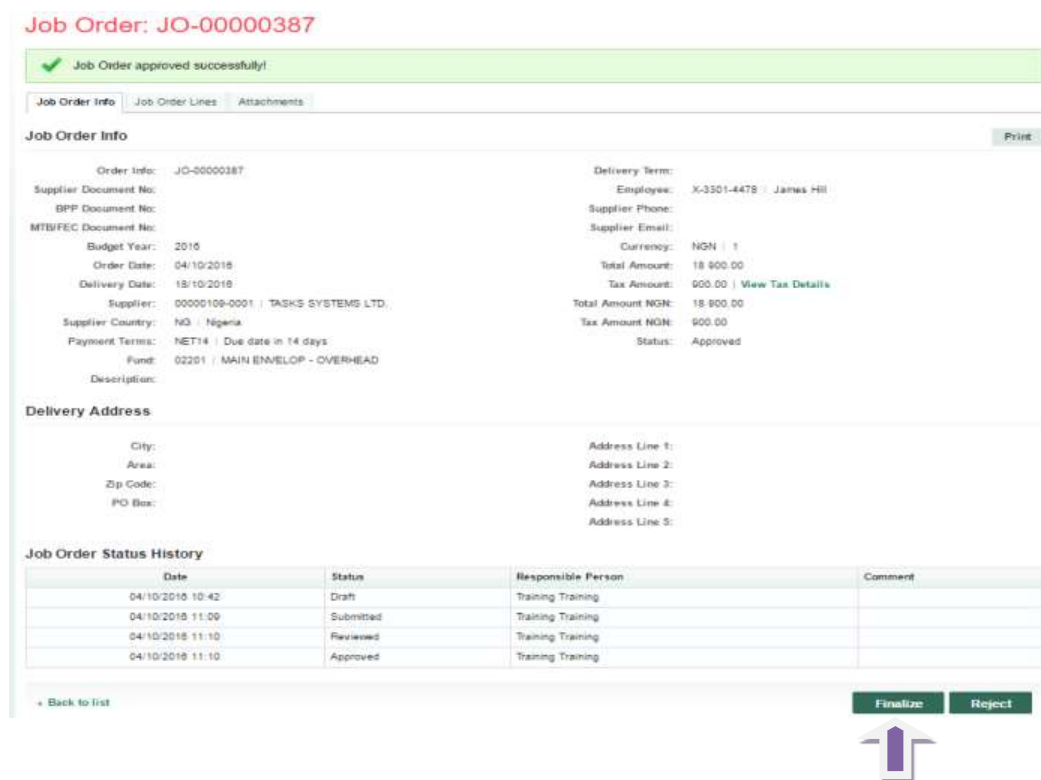 Job Order: JO-00000387
Job Order approved successfully!
Job Order Info Job Order Lines Attachments
Job Order Info Print
Order Info: JO-00000387
Supplier Document No:
BPP Document No:
MTB/FEC Document No:
Budget Year: 2016
Order Date: 04/10/2016
Delivery Date: 18/10/2016
Supplier: 00000109-0001 | TASKS SYSTEMS LTD.
Supplier Country: NG | Nigeria
Payment Terms: NET14 | Due date in 14 days
Fund: 02201 | MAIN ENVELOP - OVERHEAD
Description:
Delivery Term:
Employee: X-3301-4478 | James Hill
Supplier Phone:
Supplier Email:
Currency: NGN | 1
Total Amount: 18 900.00
Tax Amount: 900.00 | View Tax Details
Total Amount NGN: 18 900.00
Tax Amount NGN: 900.00
Status: Approved
Delivery Address
City:
Area:
Zip Code:
PO Box:
Address Line 1:
Address Line 2:
Address Line 3:
Address Line 4:
Address Line 5:
Job Order Status History
Date Status Responsible Person Comment
04/10/2016 10:42 Draft Training Training
04/10/2016 11:09 Submitted Training Training
04/10/2016 11:10 Reviewed Training Training
04/10/2016 11:10 Approved Training Training
« Back to list Finalize Reject